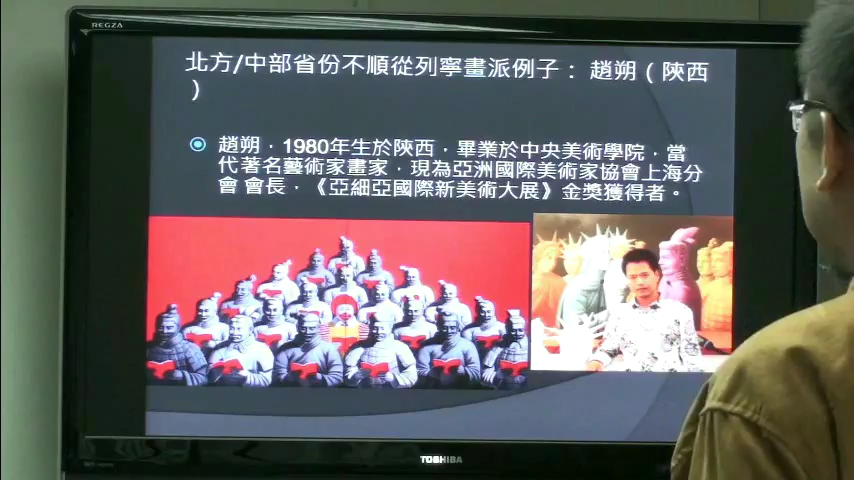 REGZA
北方/中部省份不順從列寧畫派例子： 趙朔（陝西
）
趙朔，1980年生於陝西，畢業於中央美術學院，當
代著名藝術家畫家，現為亞洲國際美術家協會上海分
會 會長，《亞細亞國際新美術大展》金獎獲得者。
TOSHIBA